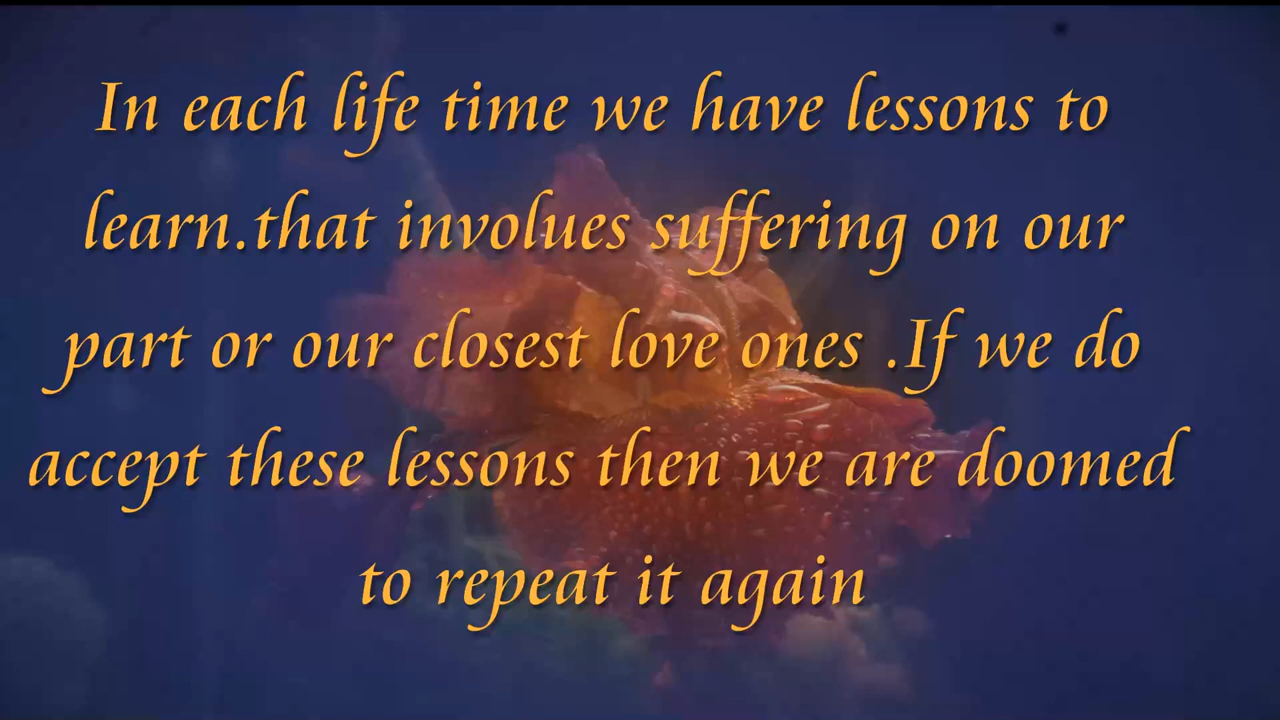 In each life time we have lessons to
learn.that involues suffering on our
part or our closest love ones .If we do
accept these lessons then we are doomed
to repeat it again